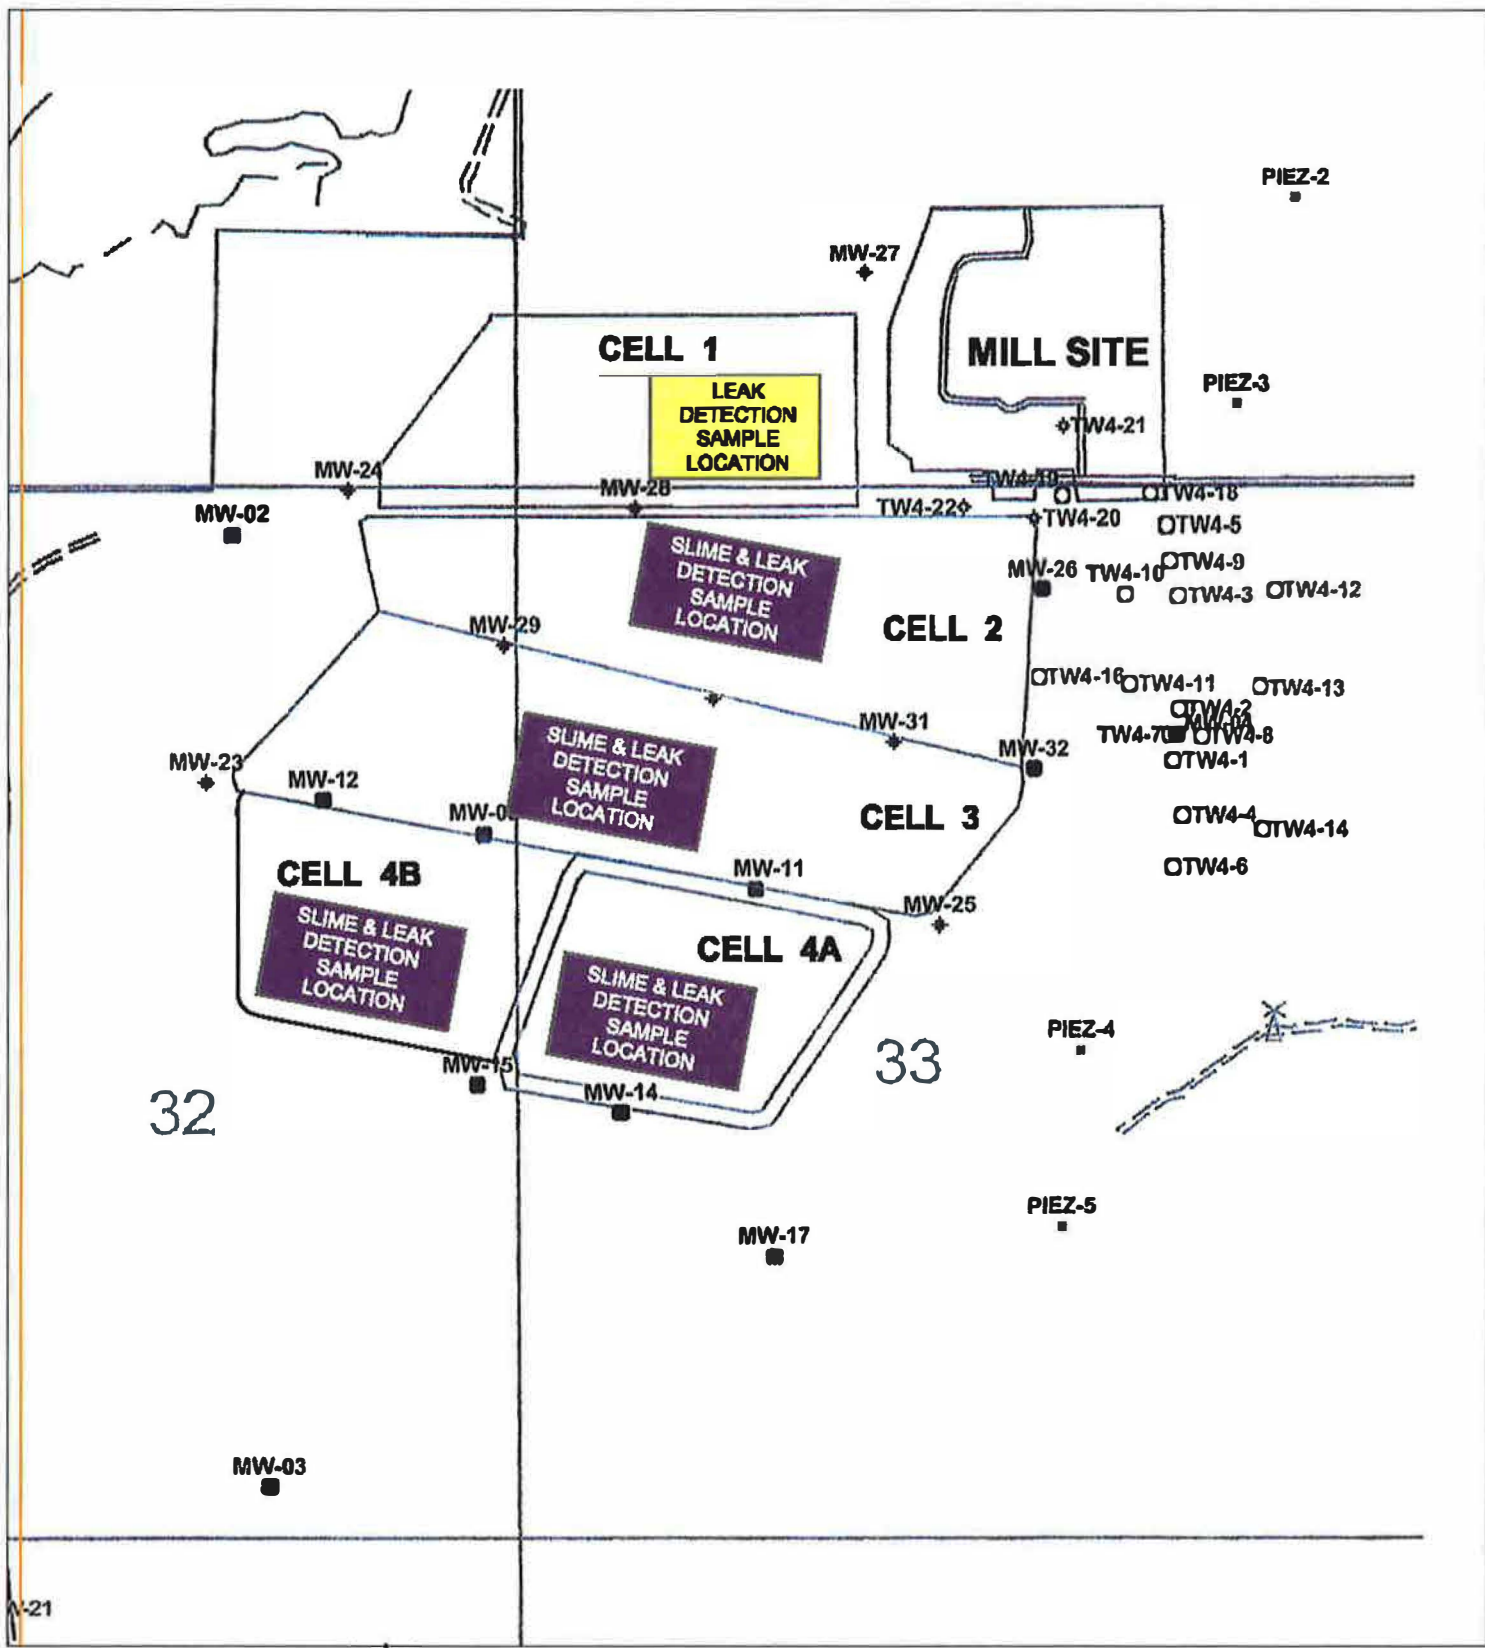 PIEZ-2
MW-27
CELL 1
MILL SITE
LEAK
DETECTION
SAMPLE
LOCATION
PIEZ-3
TW4-21
MW-24
MW-28
TW4-18
TW4-22
TW4-20
MW-02
TW4-5
SLIME & LEAK
DETECTION
SAMPLE
LOCATION
MW-26
TW4-10
TW4-9
TW4-3
TW4-12
MW-29
CELL 2
TW4-16
TW4-11
TW4-13
TW4-2
MW-31
TW4-7
TW4-8
MW-32
TW4-1
SLIME & LEAK
DETECTION
SAMPLE
LOCATION
MW-23
MW-12
CELL 3
TW4-4
TW4-14
CELL 4B
MW-11
TW4-6
MW-25
SLIME & LEAK
DETECTION
SAMPLE
LOCATION
CELL 4A
SLIME & LEAK
DETECTION
SAMPLE
LOCATION
PIEZ-4
33
MW-15
MW-14
32
PIEZ-5
MW-17
MW-03